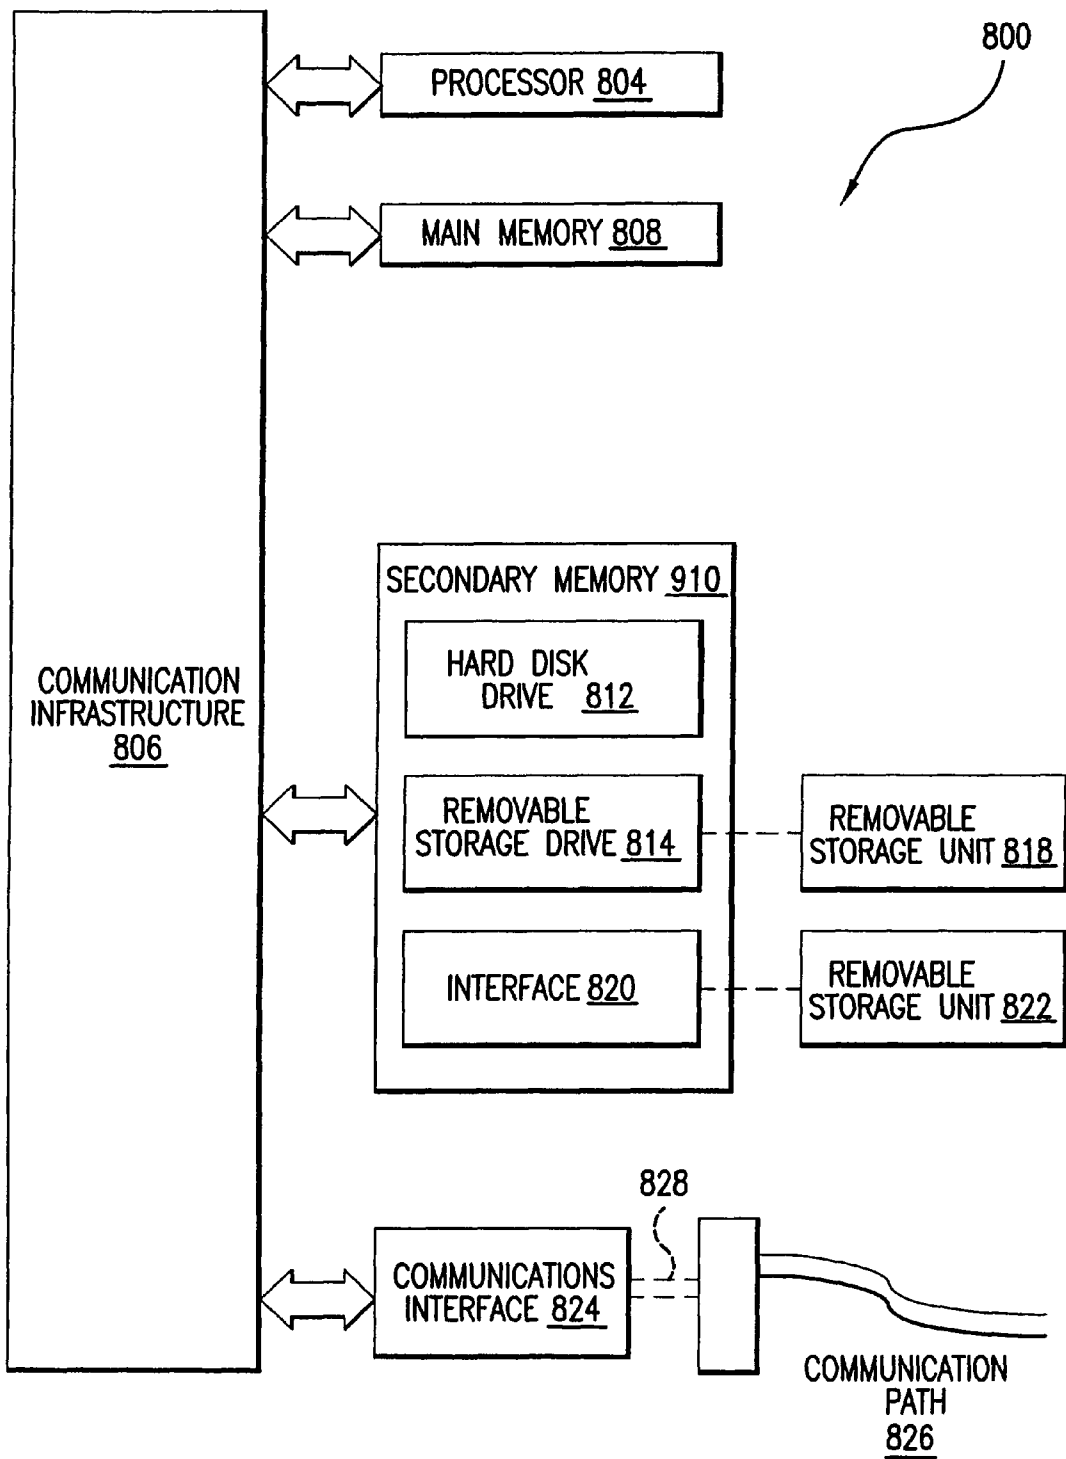 800
PROCESSOR 804
MAIN MEMORY 808
SECONDARY MEMORY 910
HARD DISK
DRIVE 812
COMMUNICATION
INFRASTRUCTURE
806
REMOVABLE
STORAGE DRIVE 814
REMOVABLE
STORAGE UNIT 818
INTERFACE 820
REMOVABLE
STORAGE UNIT 822
828
COMMUNICATIONS
INTERFACE 824
COMMUNICATION
PATH
826